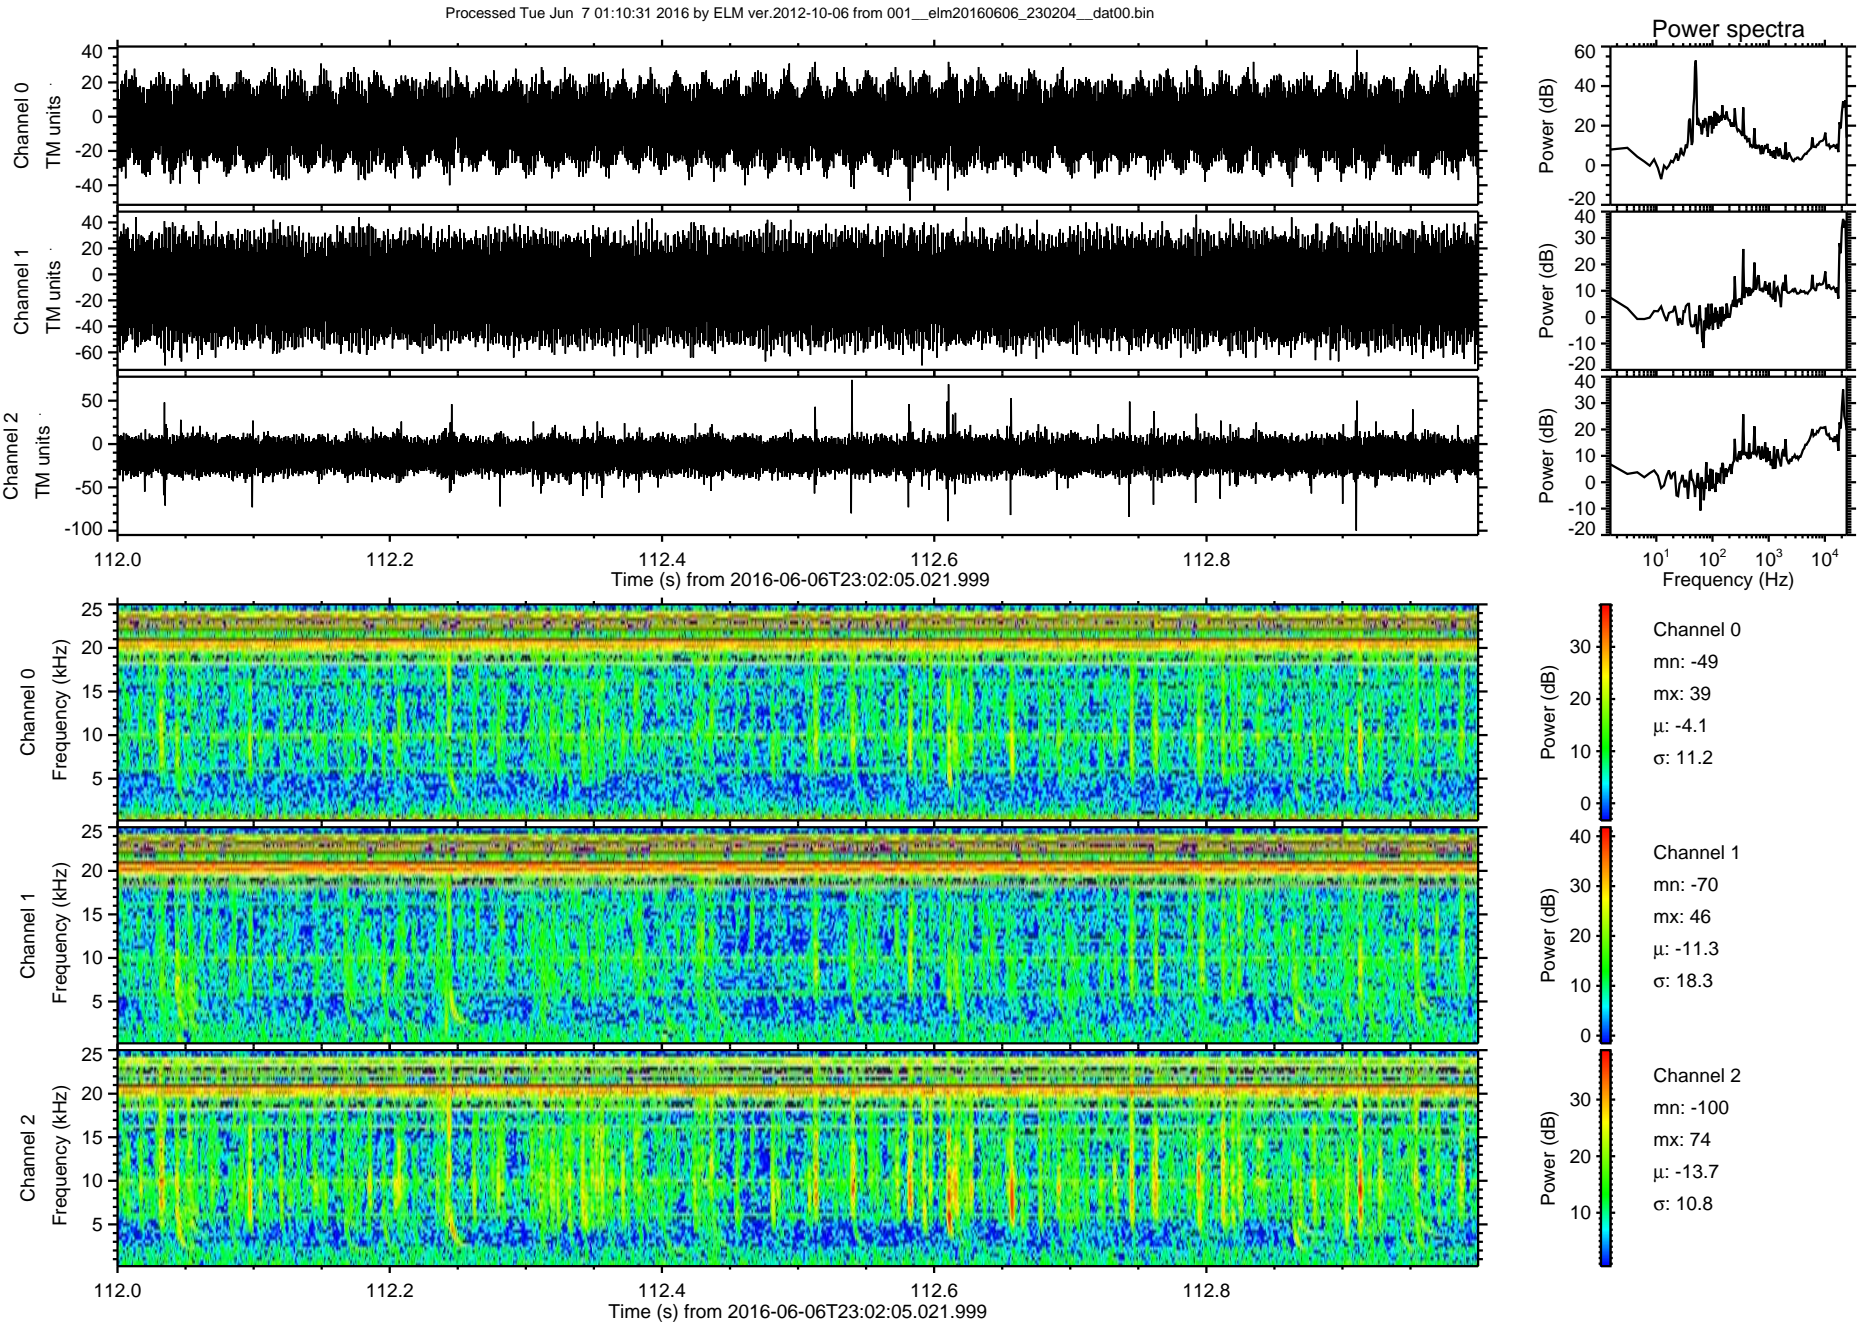 Processed Tue Jun  7 01:10:31 2016 by ELM ver.2012-10-06 from 001__elm20160606_230204__dat00.bin
Power spectra
Channel 0
TM units
40
20
0
-20
-40
Power (dB)
60
40
20
0
-20
Channel 1
TM units
40
20
0
-20
-40
-60
Power (dB)
40
30
20
10
0
-10
-20
Channel 2
TM units
50
0
-50
-100
Power (dB)
40
30
20
10
0
-10
-20
112.0 112.2 112.4 112.6 112.8
Time (s) from 2016-06-06T23:02:05.021.999
10^1 10^2 10^3 10^4
Frequency (Hz)
Channel 0
Frequency (kHz)
25
20
15
10
5
Power (dB)
30
20
10
0
Channel 0
mn: -49
mx: 39
μ: -4.1
σ: 11.2
Channel 1
Frequency (kHz)
25
20
15
10
5
Power (dB)
40
30
20
10
0
Channel 1
mn: -70
mx: 46
μ: -11.3
σ: 18.3
Channel 2
Frequency (kHz)
25
20
15
10
5
Power (dB)
30
20
10
Channel 2
mn: -100
mx: 74
μ: -13.7
σ: 10.8
112.0 112.2 112.4 112.6 112.8
Time (s) from 2016-06-06T23:02:05.021.999